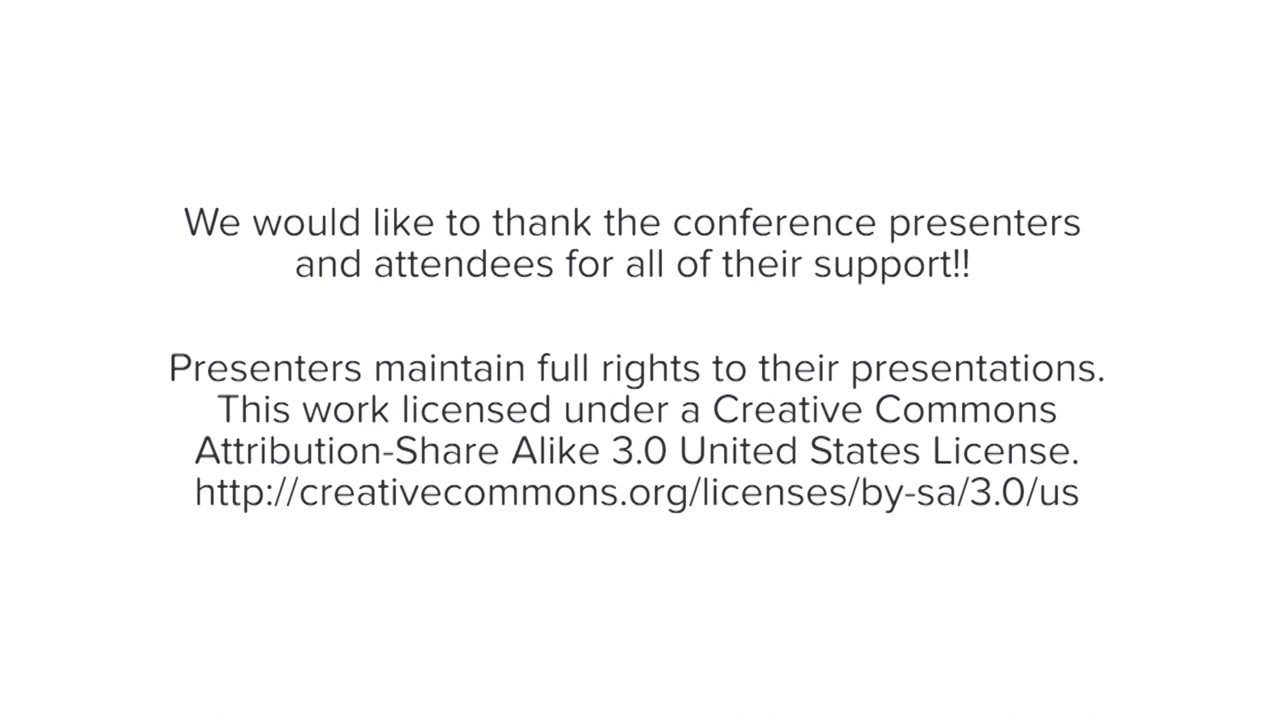 We would like to thank the conference presenters
and attendees for all of their support!!
Presenters maintain full rights to their presentations.
This work licensed under a Creative Commons
Attribution-Share Alike 3.0 United States License.
http://creativecommons.org/licenses/by-sa/3.0/us